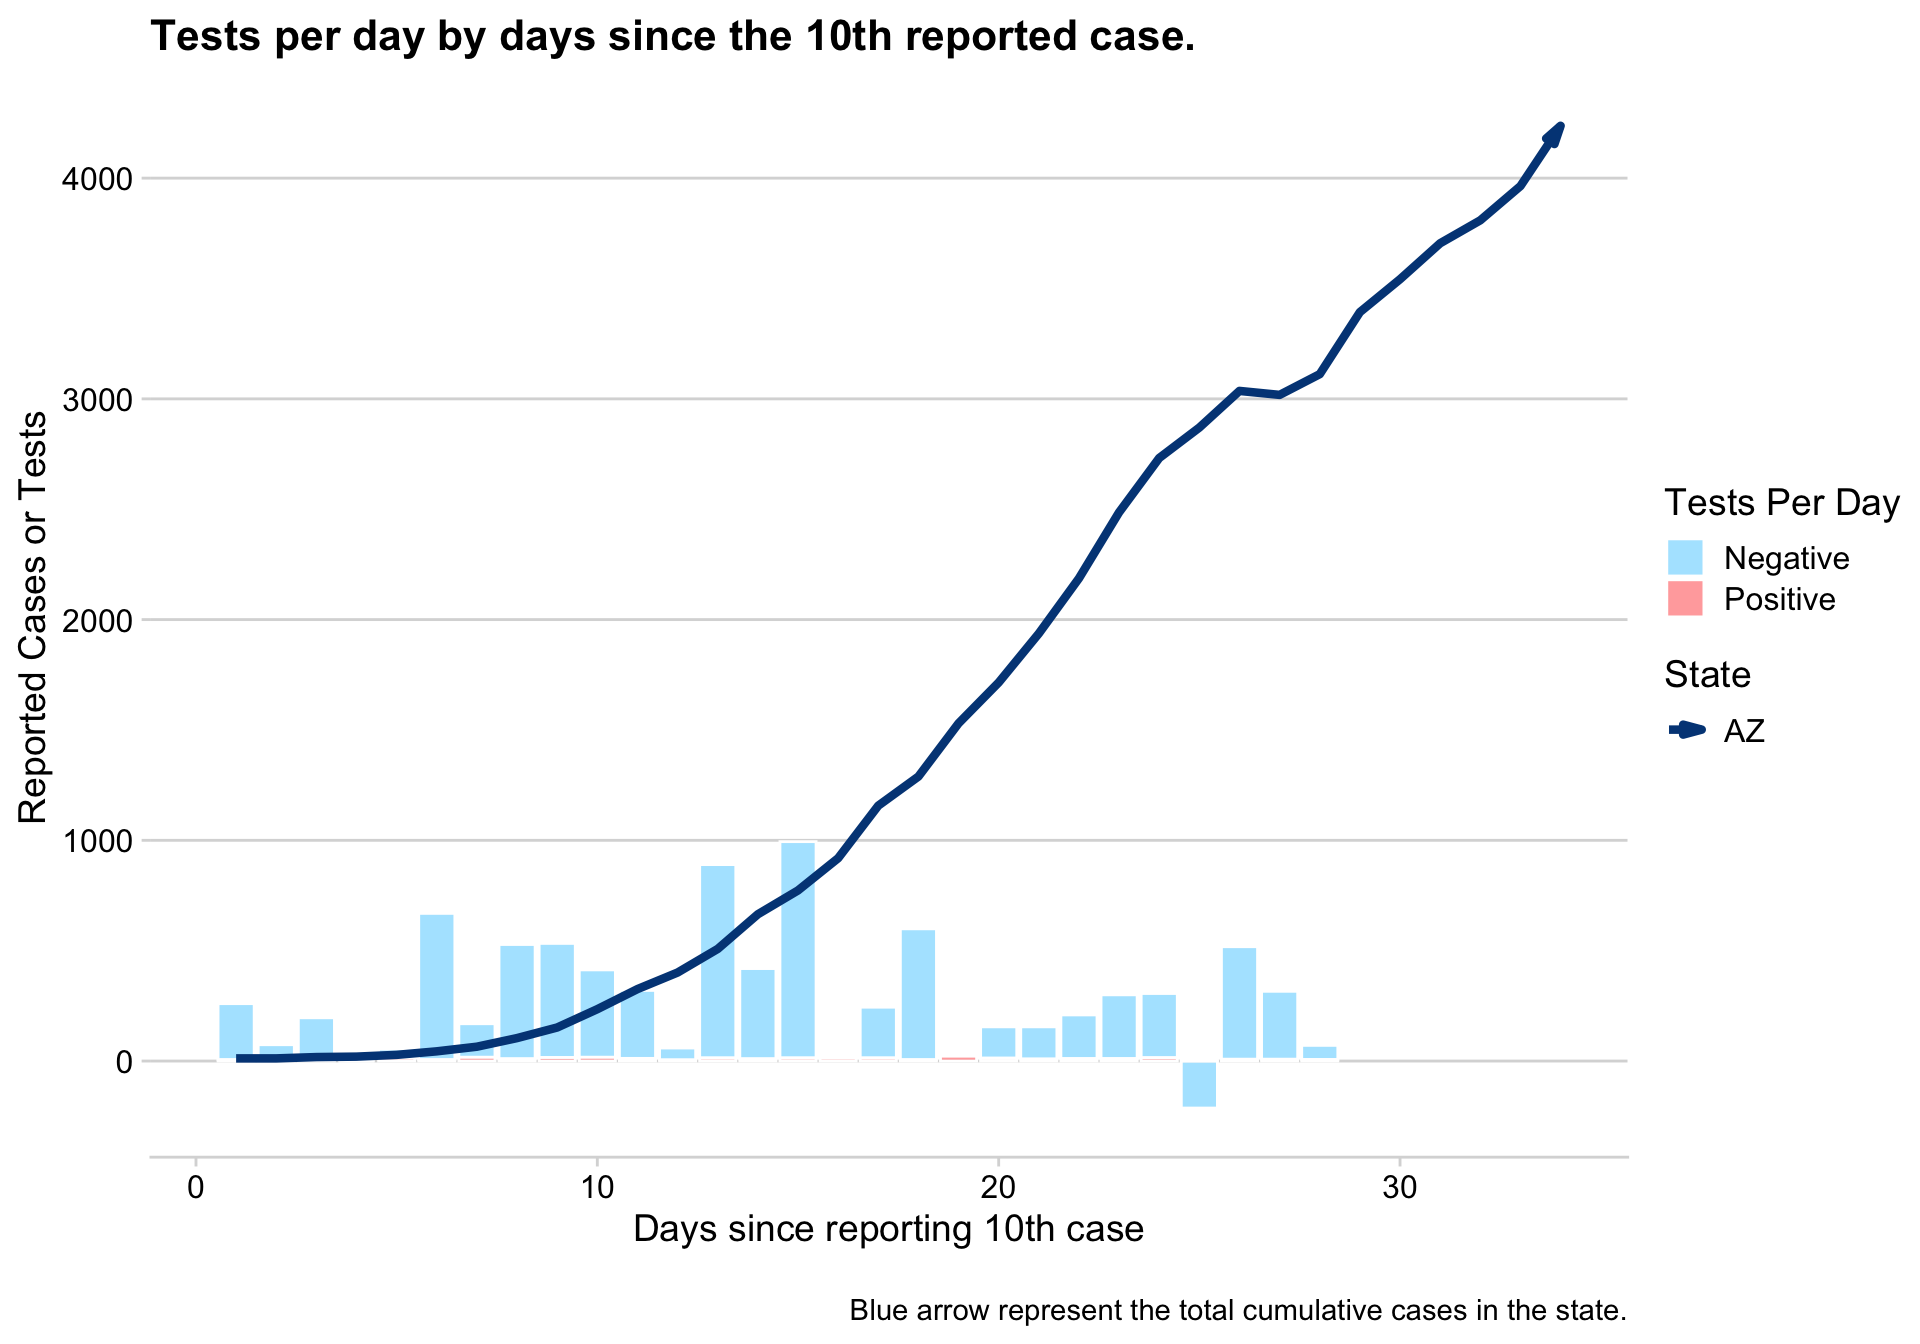 Tests per day by days since the 10th reported case.
Reported Cases or Tests
4000
3000
2000
1000
0
0 10 20 30
Days since reporting 10th case
Tests Per Day
Negative
Positive
State
AZ
Blue arrow represent the total cumulative cases in the state.